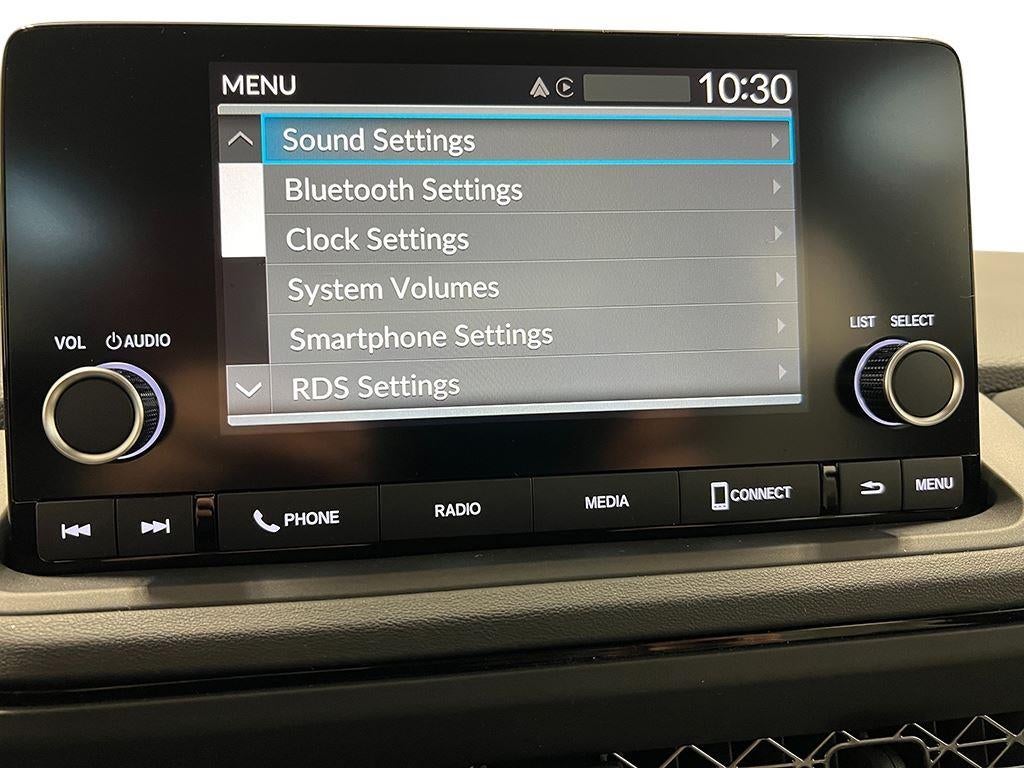 MENU 10:30
Sound Settings
Bluetooth Settings
Clock Settings
System Volumes
Smartphone Settings
RDS Settings
VOL AUDIO
LIST SELECT
PHONE RADIO MEDIA CONNECT MENU